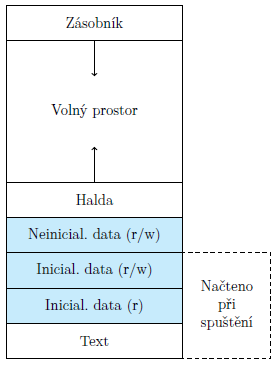 Zásobník
Volný prostor
Halda
Neinicial. data (r/w)
Inicial. data (r/w)
Inicial. data (r)
Text
Načteno
při
spuštění